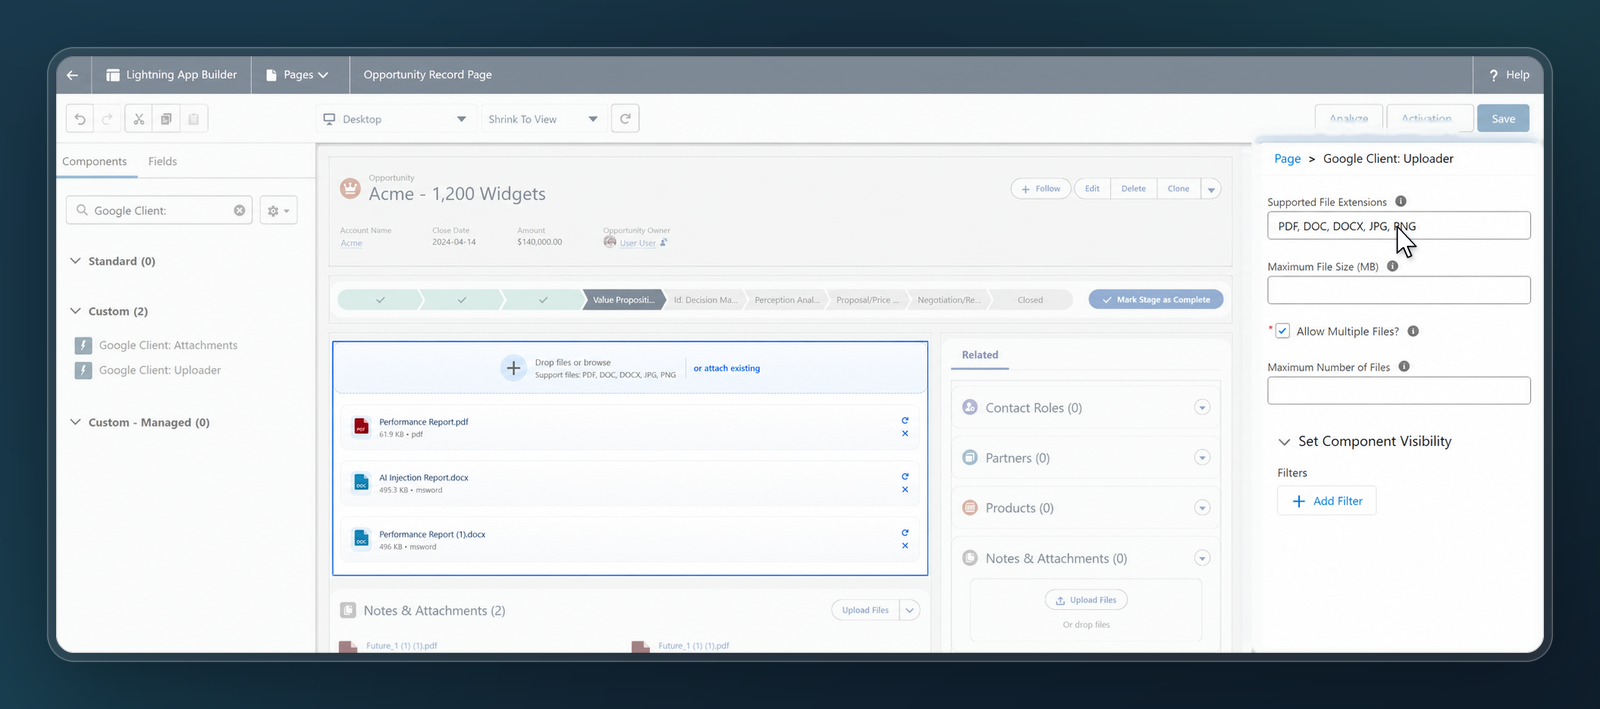 Lightning App Builder
Pages
Opportunity Record Page
? Help
Desktop
Shrink To View
Analyze
Activation
Save
Components
Fields
Google Client:
Standard (0)
Custom (2)
Google Client: Attachments
Google Client: Uploader
Custom - Managed (0)
Opportunity
Acme - 1,200 Widgets
+ Follow
Edit
Delete
Clone
Account Name
Close Date
Amount
Opportunity Owner
Acme
2024-04-14
$140,000.00
User User
Value Propositi...
Id. Decision Ma...
Perception Anal...
Proposal/Price ...
Negotiation/Re...
Closed
Mark Stage as Complete
Drop files or browse
Support files: PDF, DOC, DOCX, JPG, PNG
or attach existing
PDF
Performance Report.pdf
61.9 KB • pdf
DOC
AI Injection Report.docx
495.3 KB • msword
DOC
Performance Report (1).docx
496 KB • msword
Notes & Attachments (2)
Upload Files
Future_1 (1) (1).pdf
Future_1 (1) (1).pdf
Related
Contact Roles (0)
Partners (0)
Products (0)
Notes & Attachments (0)
Upload Files
Or drop files
Page > Google Client: Uploader
Supported File Extensions
PDF, DOC, DOCX, JPG, PNG
Maximum File Size (MB)
* Allow Multiple Files?
Maximum Number of Files
Set Component Visibility
Filters
+ Add Filter